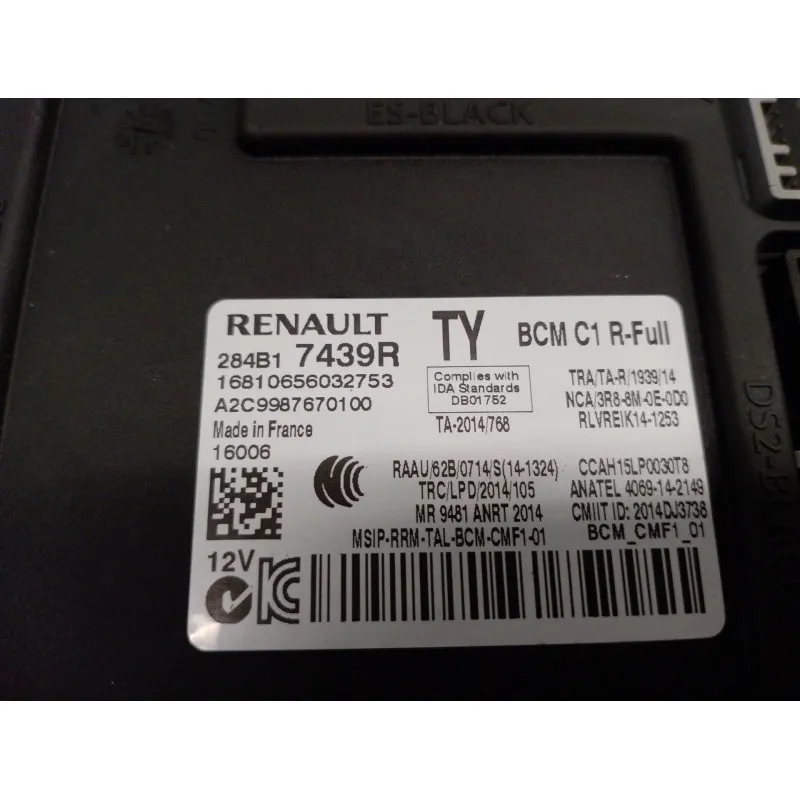 ES-BLACK
RENAULT TY BCM C1 R-Full
284B1 7439R
16810656032753
A2C9987670100
Made in France
16006
Complies with
IDA Standards
DB01752
TA-2014/768
TRA/TA-R/1939/14
NCA/3R8-8M-0E-0D0
RLVREIK14-1253
RAAU/62B/0714/S(14-1324) CCAH15LP0030T8
TRC/LPD/2014/105 ANATEL 4069-14-2149
MR 9481 ANRT 2014 CMIIT ID: 2014DJ3738
MSIP-RRM-TAL-BCM-CMF1-01 BCM_CMF1_01
12V
DS2-B